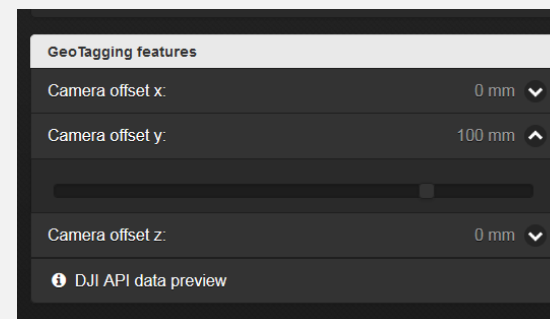 GeoTagging features
Camera offset x: 0 mm
Camera offset y: 100 mm
Camera offset z: 0 mm
DJI API data preview